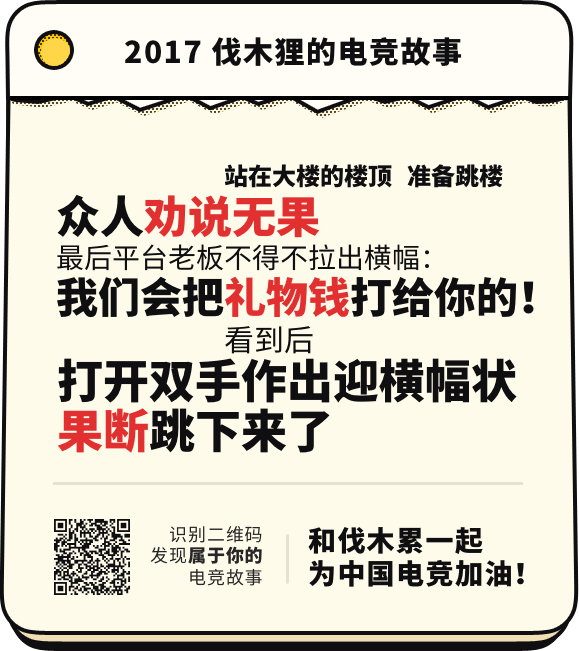 2017 伐木狸的电竞故事
站在大楼的楼顶 准备跳楼
众人劝说无果
最后平台老板不得不拉出横幅：
我们会把礼物钱打给你的！
看到后
打开双手作出迎横幅状
果断跳下来了
识别二维码
发现属于你的
电竞故事
和伐木累一起
为中国电竞加油！